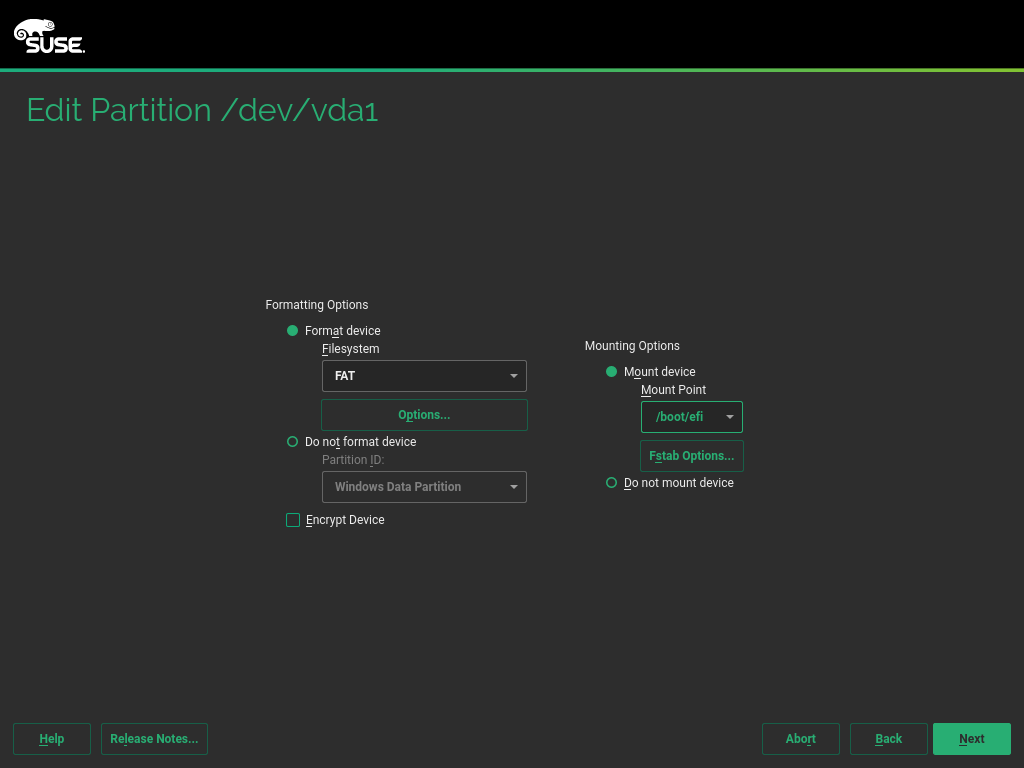 SUSE.
Edit Partition /dev/vda1
Formatting Options
Format device
Filesystem
FAT
Options...
Do not format device
Partition ID:
Windows Data Partition
Encrypt Device
Mounting Options
Mount device
Mount Point
/boot/efi
Fstab Options...
Do not mount device
Help
Release Notes...
Abort
Back
Next